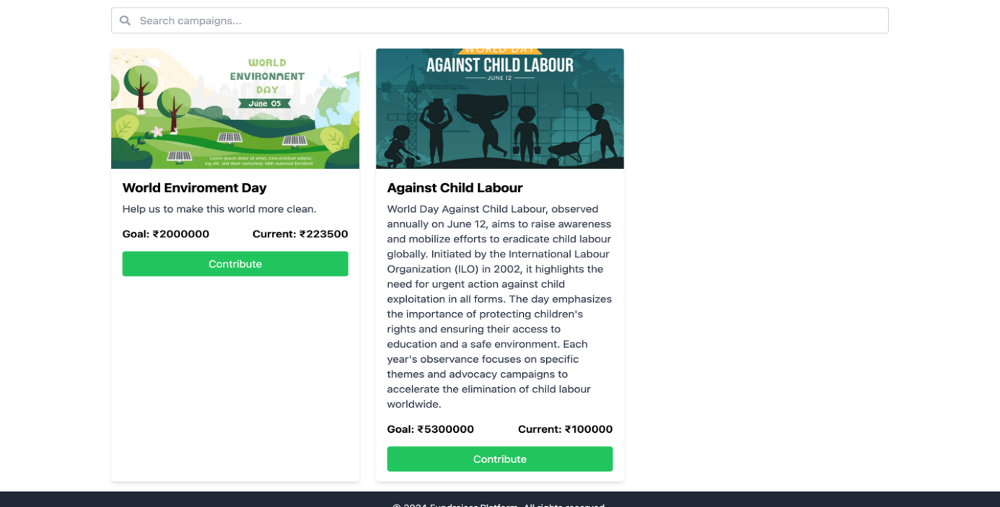 Search campaigns...
WORLD
ENVIRONMENT
DAY
June 05
Lorem ipsum dolor sit amet, cons ectetuer adipisc-
ing elit sed diam nonummy nibh euismod tincidunt
World Enviroment Day
Help us to make this world more clean.
Goal: ₹2000000 Current: ₹223500
Contribute
WORLD DAY
AGAINST CHILD LABOUR
JUNE 12
Against Child Labour
World Day Against Child Labour, observed
annually on June 12, aims to raise awareness
and mobilize efforts to eradicate child labour
globally. Initiated by the International Labour
Organization (ILO) in 2002, it highlights the
need for urgent action against child
exploitation in all forms. The day emphasizes
the importance of protecting children's
rights and ensuring their access to
education and a safe environment. Each
year's observance focuses on specific
themes and advocacy campaigns to
accelerate the elimination of child labour
worldwide.
Goal: ₹5300000 Current: ₹100000
Contribute
© 2024 Fundraiser Platform. All rights reserved.